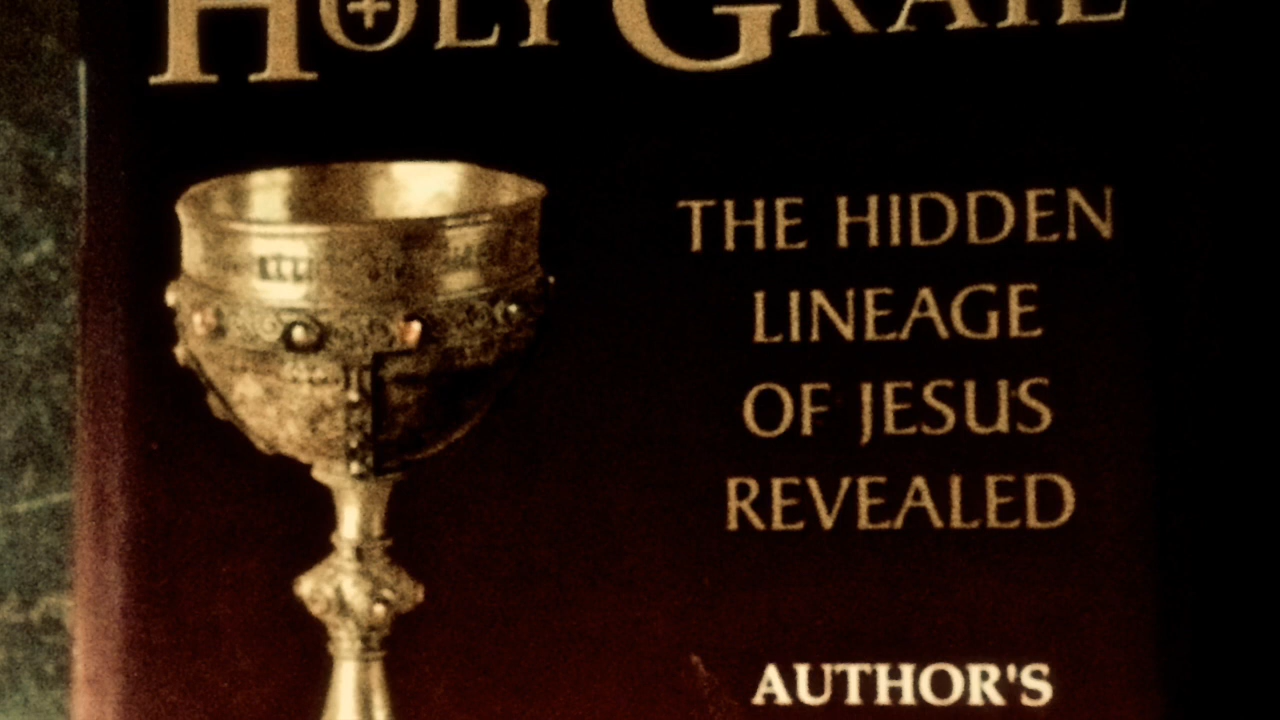 HOLY GRAIL
THE HIDDEN
LINEAGE
OF JESUS
REVEALED
AUTHOR'S